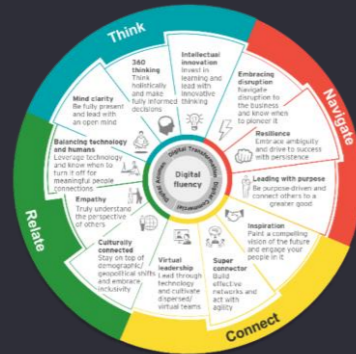 Think
Navigate
Connect
Relate
Intellectual
innovation
Invest in
learning and
lead with
innovative
thinking
Embracing
disruption
Navigate
disruption to
the business
and know when
to pioneer it
Resilience
Embrace ambiguity
and drive to success
with persistence
Leading with purpose
Be purpose-driven and
connect others to a
greater good
Inspiration
Paint a compelling
vision of the future
and engage your
people in it
Super
connector
Build
effective
networks and
act with
agility
Virtual
leadership
Lead through
technology
and cultivate
dispersed/
virtual teams
Culturally
connected
Stay on top of
demographic/
geopolitical shifts
and embrace
inclusivity
Empathy
Truly understand
the perspective
of others
Balancing technology
and humans
Leverage technology
and know when to
turn it off for
meaningful people
connections
Mind clarity
Be fully present
and lead with
an open mind
360
thinking
Think
holistically
and make
fully informed
decisions
Digital Transformation
Digital
fluency